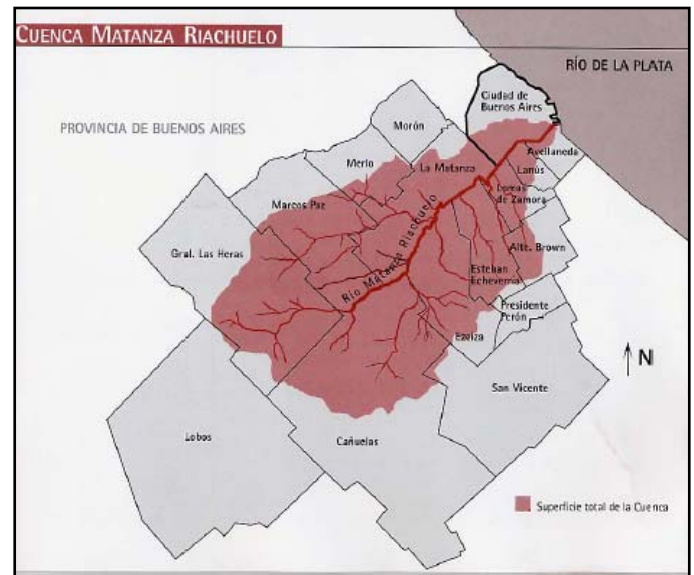 CUENCA MATANZA RIACHUELO
RÍO DE LA PLATA
PROVINCIA DE BUENOS AIRES
Ciudad de
Buenos Aires
Morón
Avellaneda
Merlo
La Matanza
Lanús
Lomas
de Zamora
Marcos Paz
Alte. Brown
Gral. Las Heras
Río Matanza Riachuelo
Esteban
Echeverría
Presidente
Perón
Ezeiza
N
San Vicente
Lobos
Cañuelas
Superficie total de la Cuenca